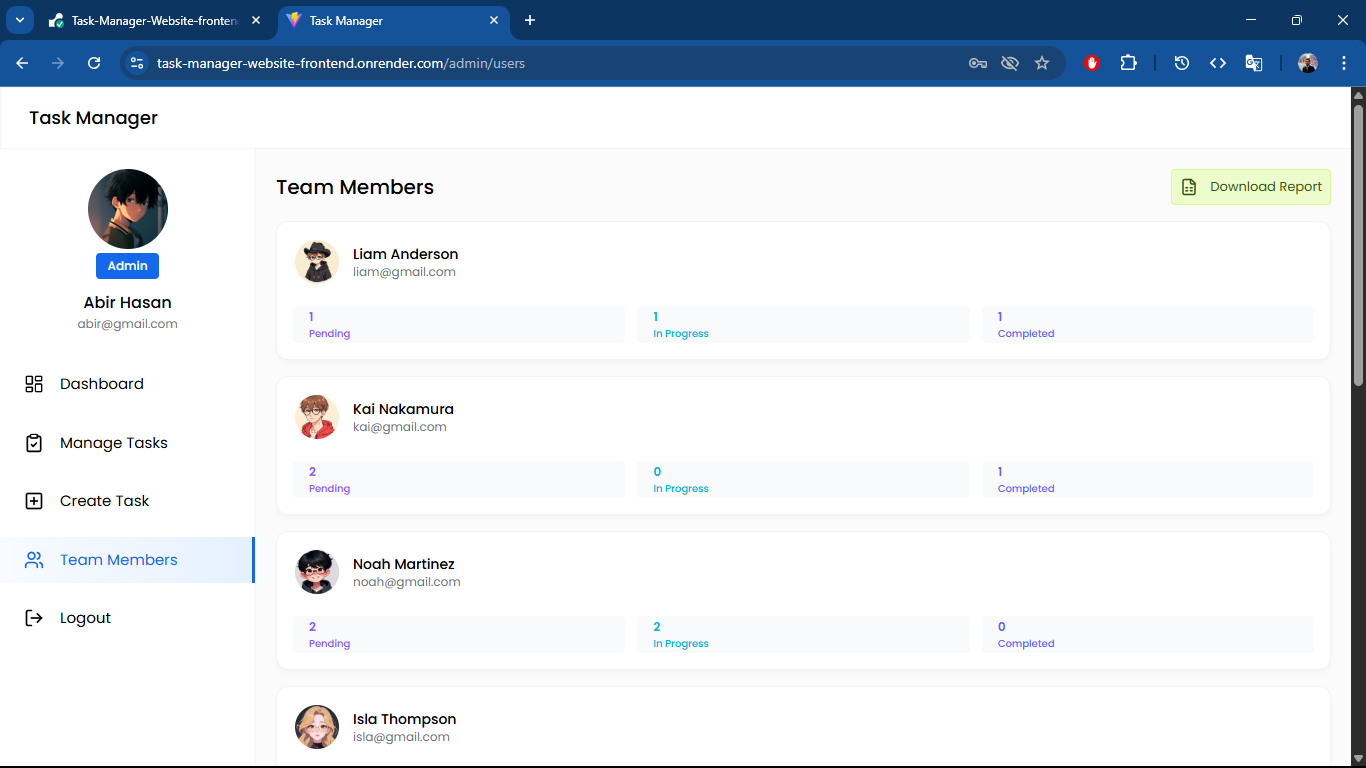 Task-Manager-Website-fronten
Task Manager
task-manager-website-frontend.onrender.com/admin/users
Task Manager
Admin
Abir Hasan
abir@gmail.com
Dashboard
Manage Tasks
Create Task
Team Members
Logout
Team Members
Download Report
Liam Anderson
liam@gmail.com
1
Pending
1
In Progress
1
Completed
Kai Nakamura
kai@gmail.com
2
Pending
0
In Progress
1
Completed
Noah Martinez
noah@gmail.com
2
Pending
2
In Progress
0
Completed
Isla Thompson
isla@gmail.com